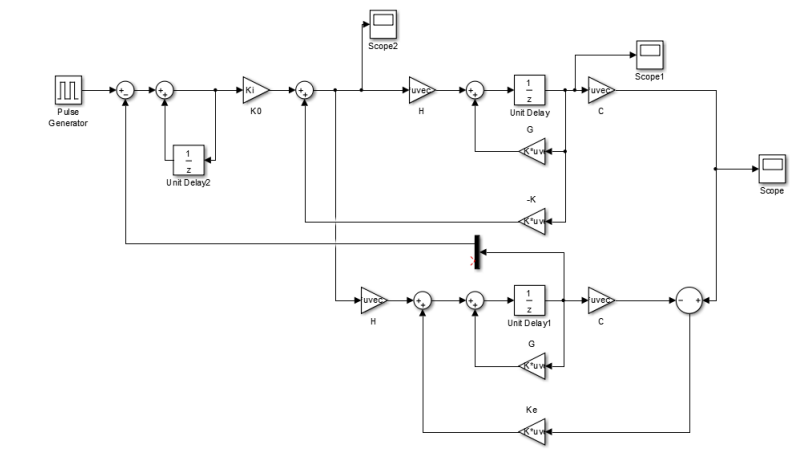 Scope2
Scope1
Pulse
Generator
Ki
K0
uvec
H
1
z
Unit Delay
uvec
C
G
K*uv
1
z
Unit Delay2
Scope
-K
K*uv
uvec
H
1
z
Unit Delay1
uvec
C
G
K*uv
Ke
K*uv